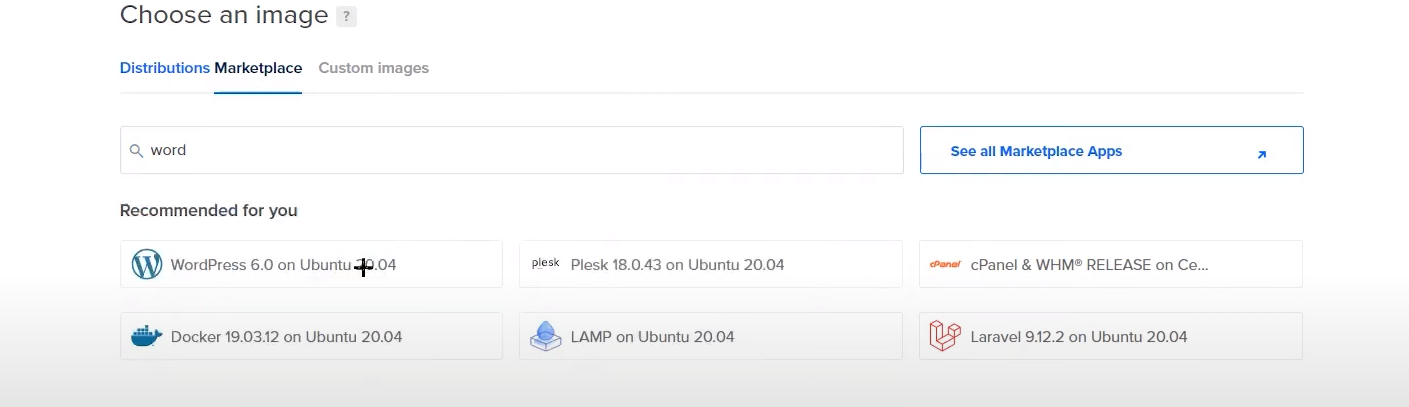 Choose an image ?
Distributions Marketplace Custom images
word
See all Marketplace Apps
Recommended for you
WordPress 6.0 on Ubuntu 20.04
plesk Plesk 18.0.43 on Ubuntu 20.04
cPanel cPanel & WHM® RELEASE on Ce...
Docker 19.03.12 on Ubuntu 20.04
LAMP on Ubuntu 20.04
Laravel 9.12.2 on Ubuntu 20.04